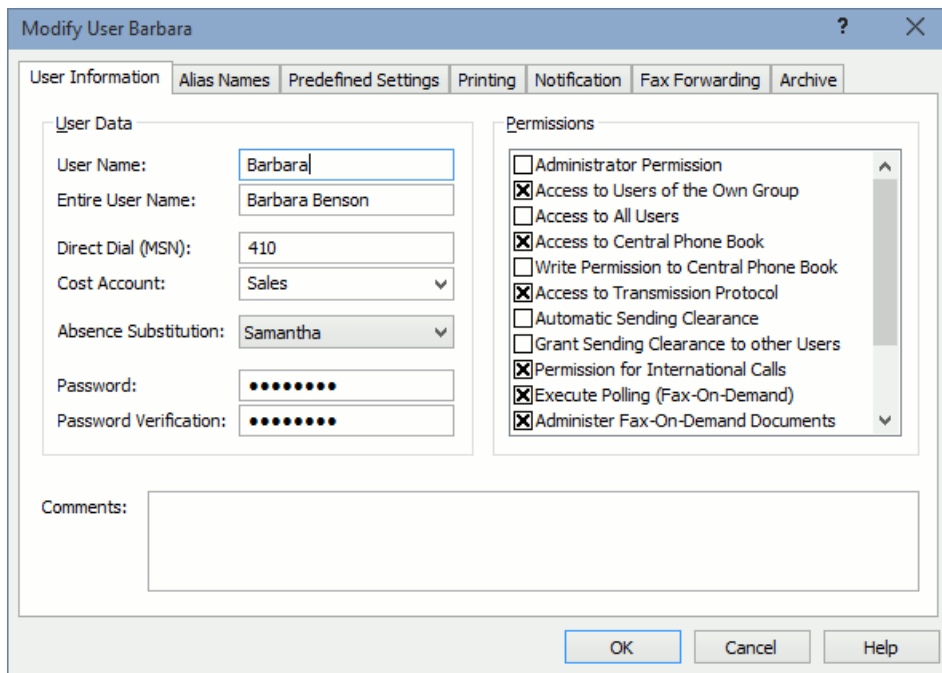 Modify User Barbara ?
User Information Alias Names Predefined Settings Printing Notification Fax Forwarding Archive
User Data
User Name: Barbara
Entire User Name: Barbara Benson
Direct Dial (MSN): 410
Cost Account: Sales
Absence Substitution: Samantha
Password: ●●●●●●●●
Password Verification: ●●●●●●●●
Permissions
Administrator Permission
Access to Users of the Own Group
Access to All Users
Access to Central Phone Book
Write Permission to Central Phone Book
Access to Transmission Protocol
Automatic Sending Clearance
Grant Sending Clearance to other Users
Permission for International Calls
Execute Polling (Fax-On-Demand)
Administer Fax-On-Demand Documents
Comments:
OK Cancel Help